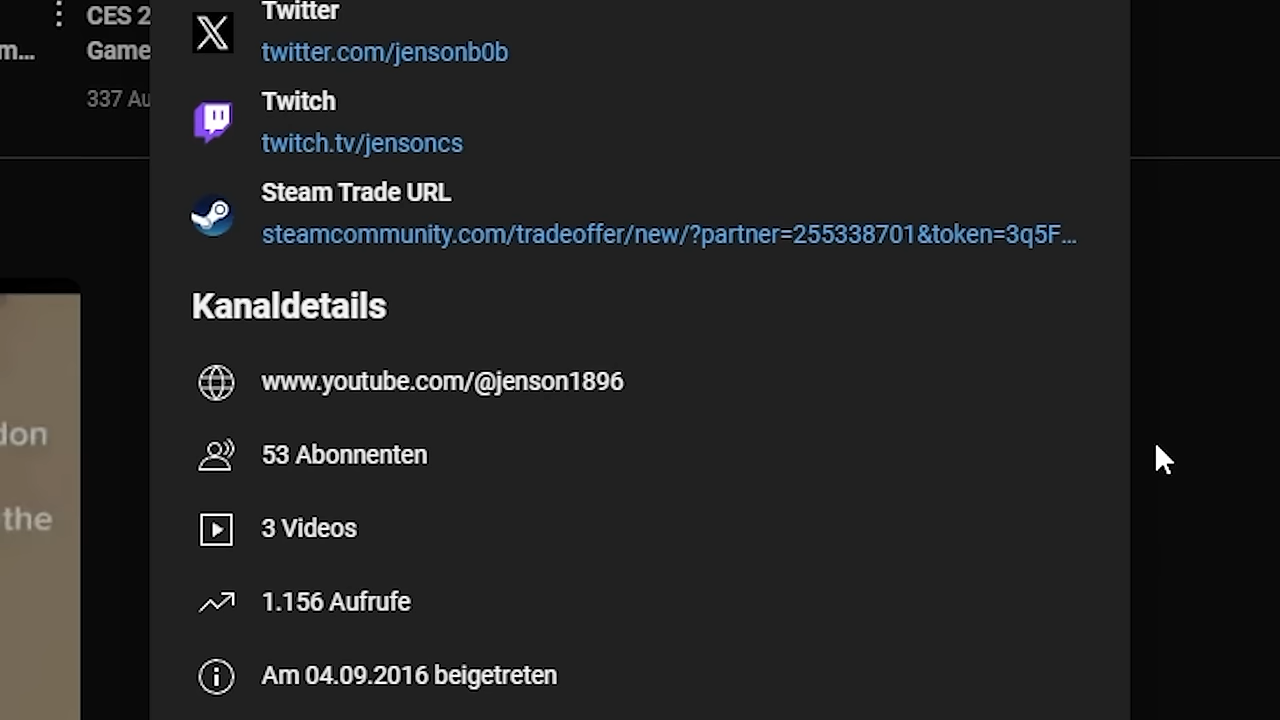 CES 2
m...
Game
337 Au
Twitter
twitter.com/jensonb0b
Twitch
twitch.tv/jensoncs
Steam Trade URL
steamcommunity.com/tradeoffer/new/?partner=255338701&token=3q5F...
Kanaldetails
www.youtube.com/@jenson1896
53 Abonnenten
3 Videos
1.156 Aufrufe
Am 04.09.2016 beigetreten
don
the